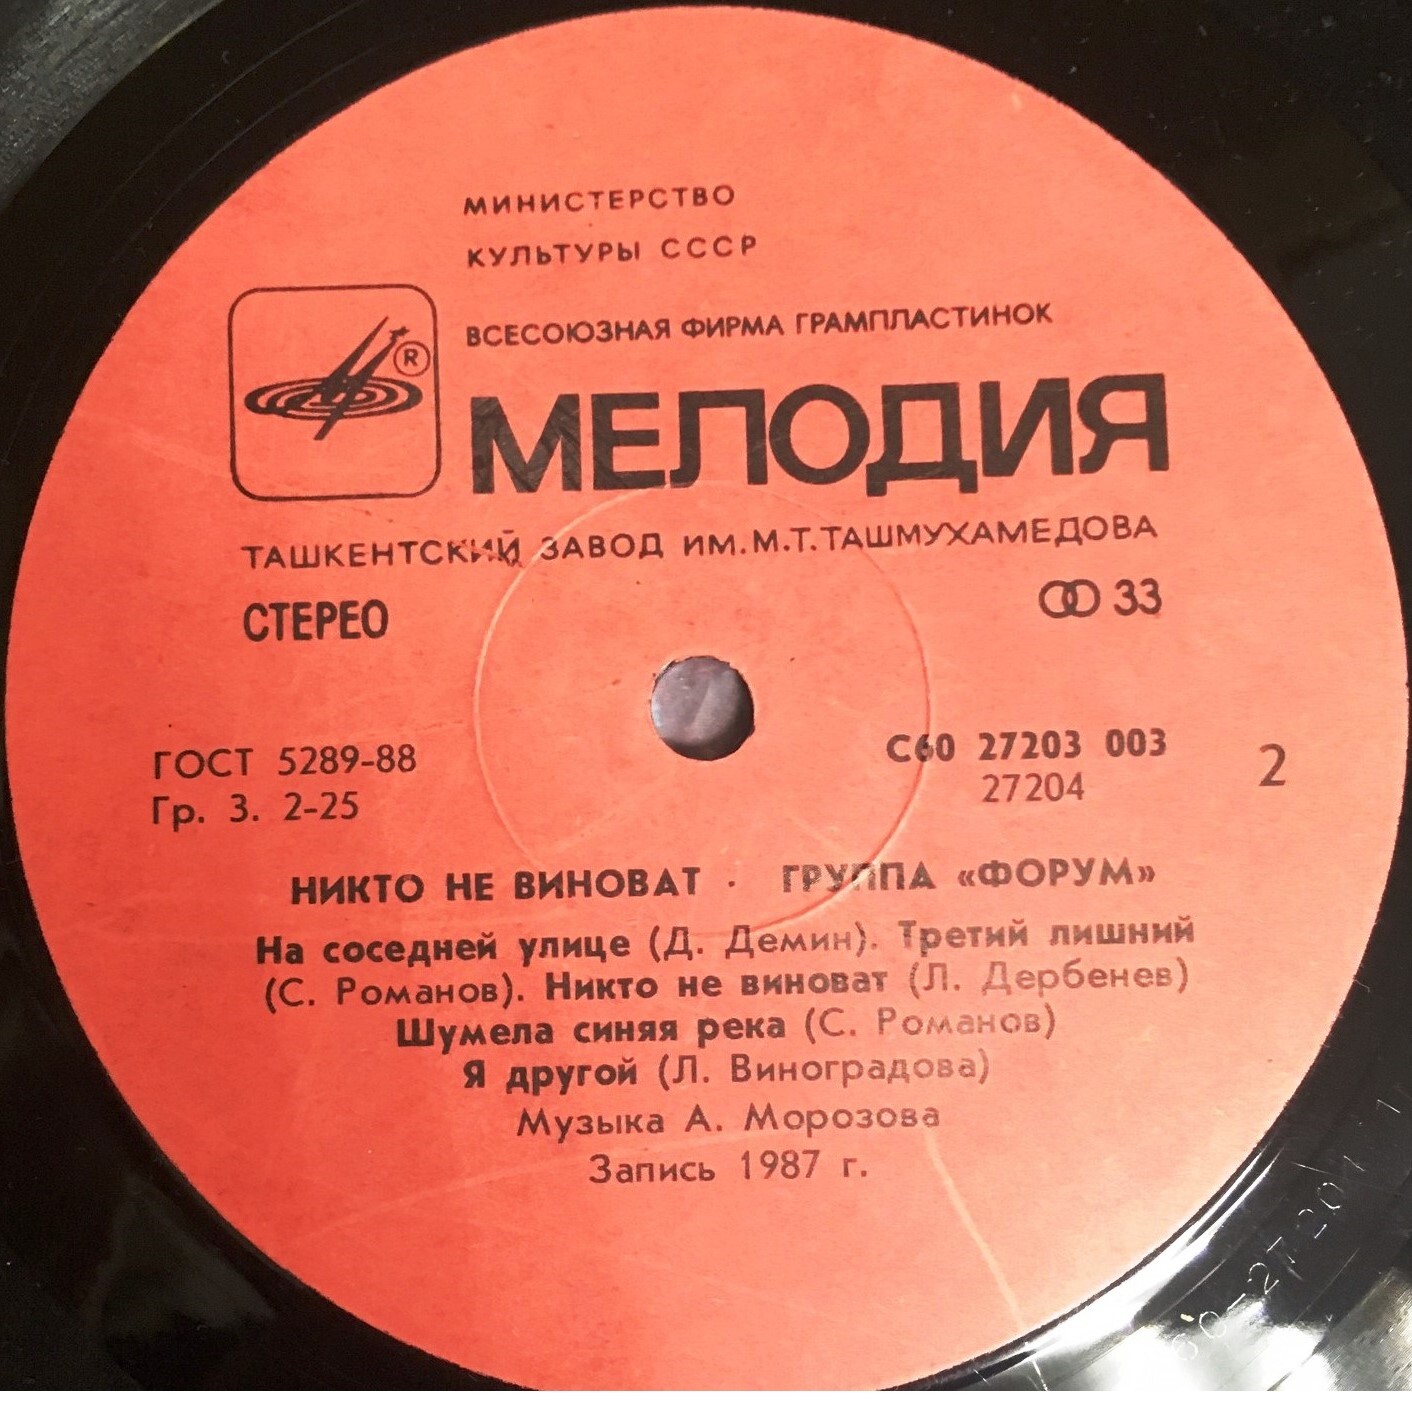 МИНИСТЕРСТВО
КУЛЬТУРЫ СССР
ВСЕСОЮЗНАЯ ФИРМА ГРАМПЛАСТИНОК
®
МЕЛОДИЯ
ТАШКЕНТСКИЙ ЗАВОД ИМ.М.Т.ТАШМУХАМЕДОВА
СТЕРЕО
33
ГОСТ 5289-88
Гр. 3. 2-25
С60 27203 003
27204
2
НИКТО НЕ ВИНОВАТ · ГРУППА «ФОРУМ»
На соседней улице (Д. Демин). Третий лишний
(С. Романов). Никто не виноват (Л. Дербенев)
Шумела синяя река (С. Романов)
Я другой (Л. Виноградова)
Музыка А. Морозова
Запись 1987 г.